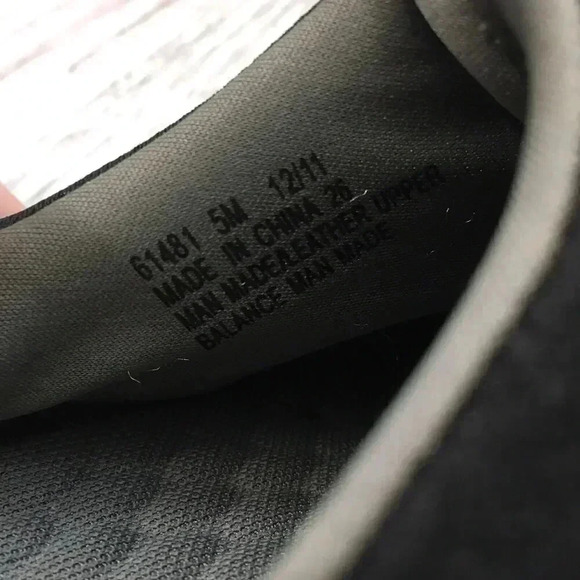 61481 5M 12/11
MADE IN CHINA 26
MAN MADE/LEATHER UPPER
BALANCE MAN MADE